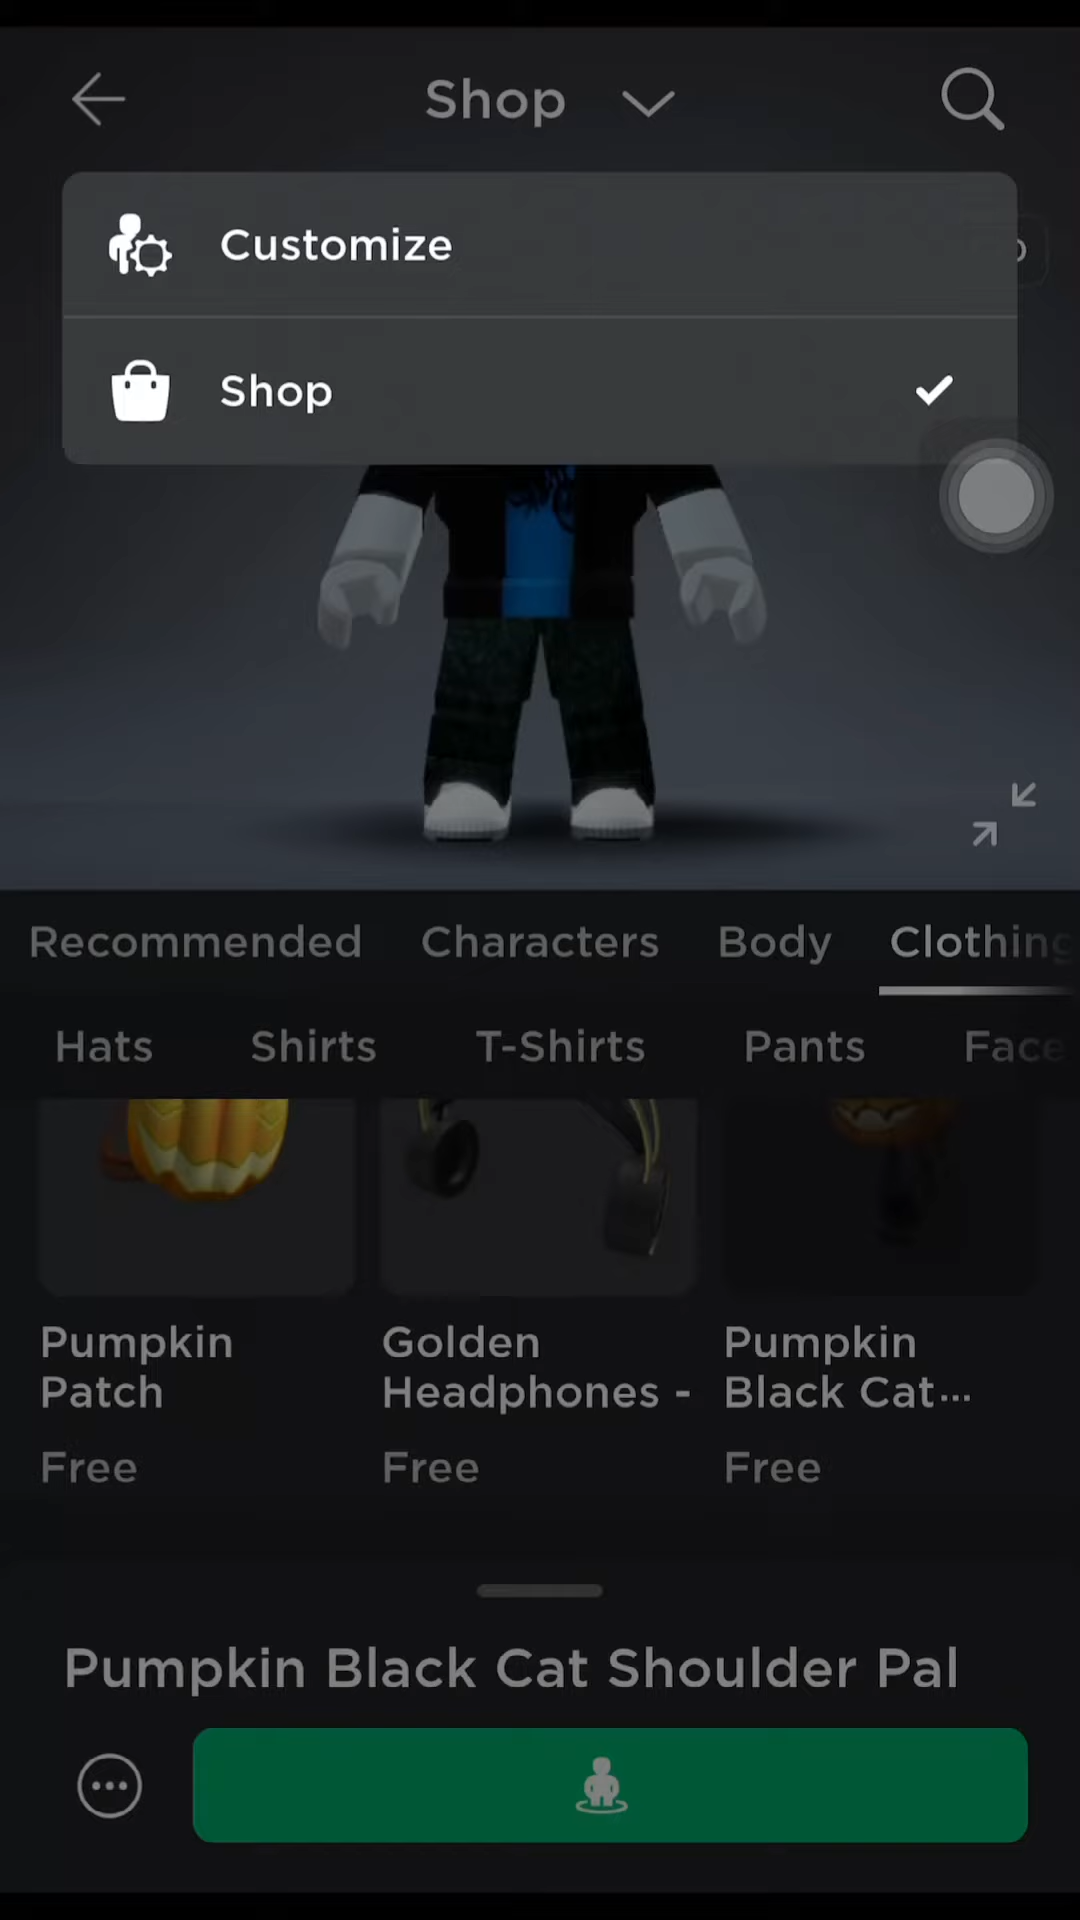 Shop
Customize
Shop
Recommended Characters Body Clothing
Hats Shirts T-Shirts Pants Face
Pumpkin Patch
Free
Golden Headphones -
Free
Pumpkin Black Cat...
Free
Pumpkin Black Cat Shoulder Pal